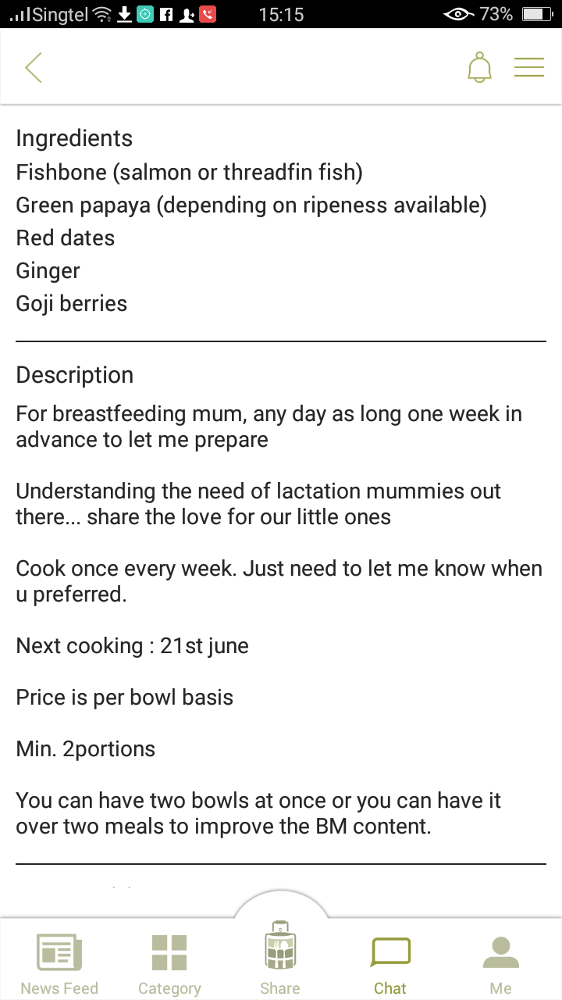 Singtel 15:15 73%
Ingredients
Fishbone (salmon or threadfin fish)
Green papaya (depending on ripeness available)
Red dates
Ginger
Goji berries
Description
For breastfeeding mum, any day as long one week in
advance to let me prepare
Understanding the need of lactation mummies out
there... share the love for our little ones
Cook once every week. Just need to let me know when
u preferred.
Next cooking : 21st june
Price is per bowl basis
Min. 2portions
You can have two bowls at once or you can have it
over two meals to improve the BM content.
News Feed Category Share Chat Me